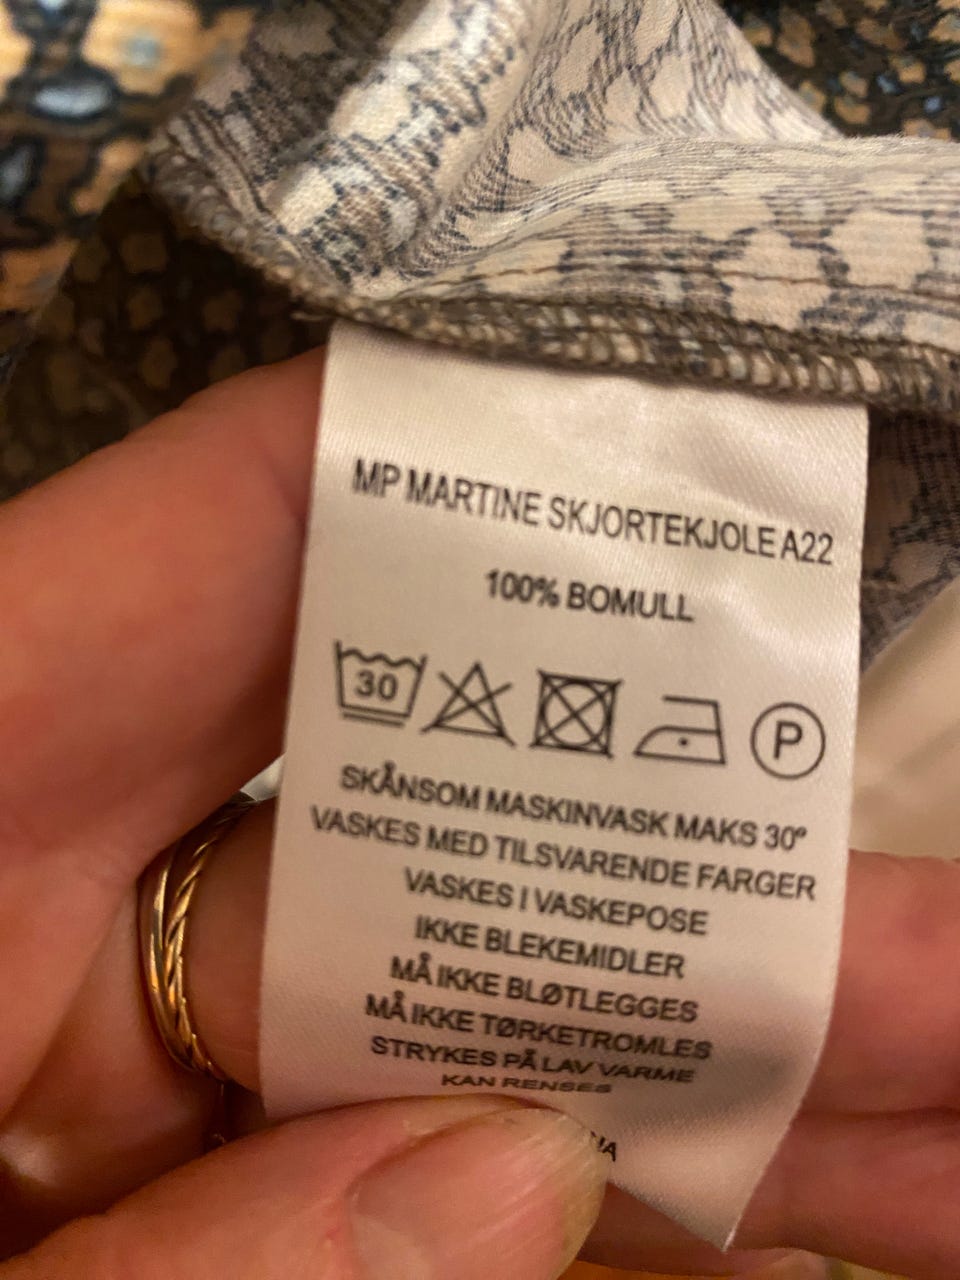 MP MARTINE SKJORTEKJOLE A22
100% BOMULL
30 P
SKÅNSOM MASKINVASK MAKS 30°
VASKES MED TILSVARENDE FARGER
VASKES I VASKEPOSE
IKKE BLEKEMIDLER
MÅ IKKE BLØTLEGGES
MÅ IKKE TØRKETROMLES
STRYKES PÅ LAV VARME
KAN RENSES